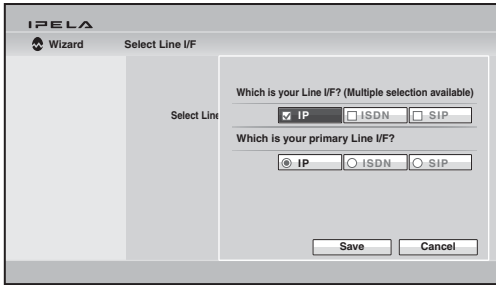 IPELA
Wizard Select Line I/F
Which is your Line I/F? (Multiple selection available)
Select Line
IP ISDN SIP
Which is your primary Line I/F?
IP ISDN SIP
Save Cancel